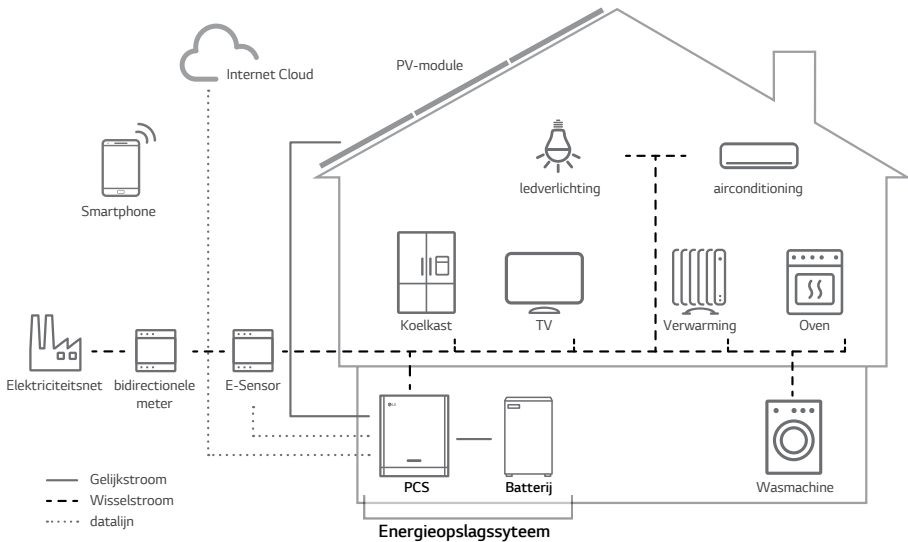 Internet Cloud
PV-module
Smartphone
ledverlichting
airconditioning
Koelkast
TV
Verwarming
Oven
Elektriciteitsnet
bidirectionele
meter
E-Sensor
LG
PCS
Batterij
Wasmachine
Gelijkstroom
Wisselstroom
datalijn
Energieopslagssyteem